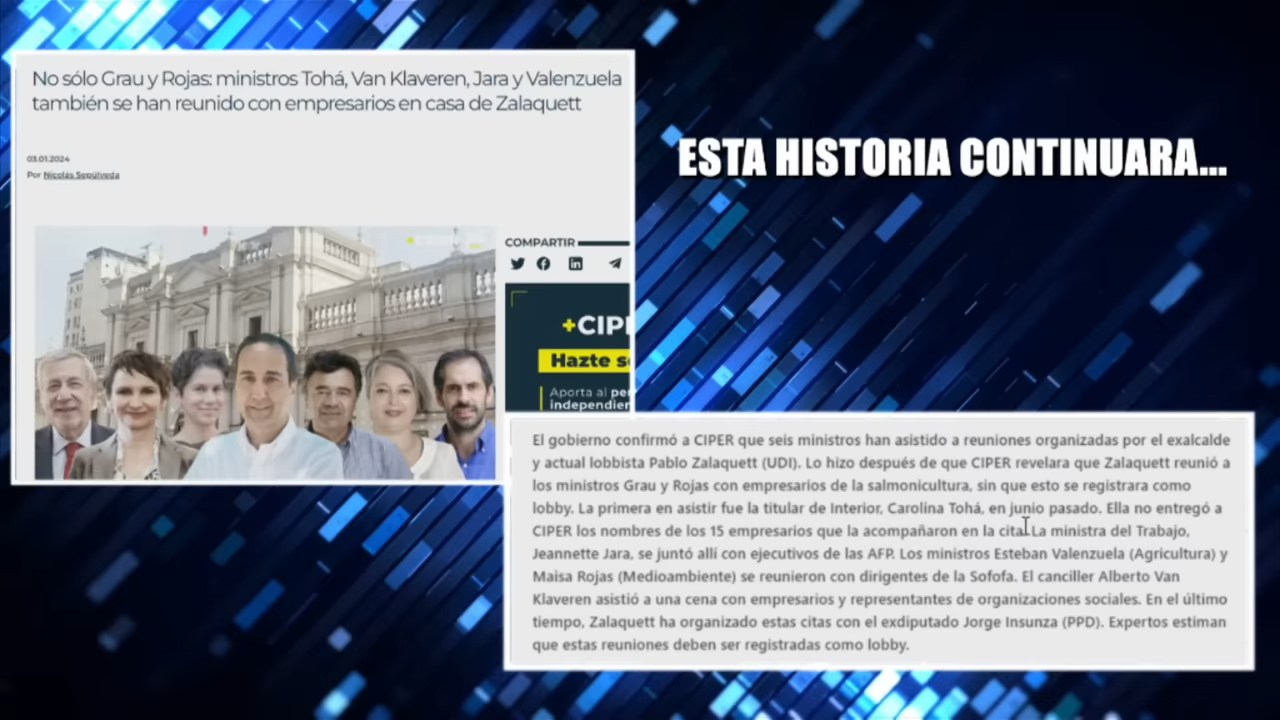 No sólo Grau y Rojas: ministros Tohá, Van Klaveren, Jara y Valenzuela
también se han reunido con empresarios en casa de Zalaquett
03.01.2024
Por Nicolás Sepúlveda
ESTA HISTORIA CONTINUARA...
COMPARTIR
+CIP
Hazte s
Aporta al per
independien
El gobierno confirmó a CIPER que seis ministros han asistido a reuniones organizadas por el exalcalde
y actual lobbista Pablo Zalaquett (UDI). Lo hizo después de que CIPER revelara que Zalaquett reunió a
los ministros Grau y Rojas con empresarios de la salmonicultura, sin que esto se registrara como
lobby. La primera en asistir fue la titular de Interior, Carolina Tohá, en junio pasado. Ella no entregó a
CIPER los nombres de los 15 empresarios que la acompañaron en la cita. La ministra del Trabajo,
Jeannette Jara, se juntó allí con ejecutivos de las AFP. Los ministros Esteban Valenzuela (Agricultura) y
Maisa Rojas (Medioambiente) se reunieron con dirigentes de la Sofofa. El canciller Alberto Van
Klaveren asistió a una cena con empresarios y representantes de organizaciones sociales. En el último
tiempo, Zalaquett ha organizado estas citas con el exdiputado Jorge Insunza (PPD). Expertos estiman
que estas reuniones deben ser registradas como lobby.